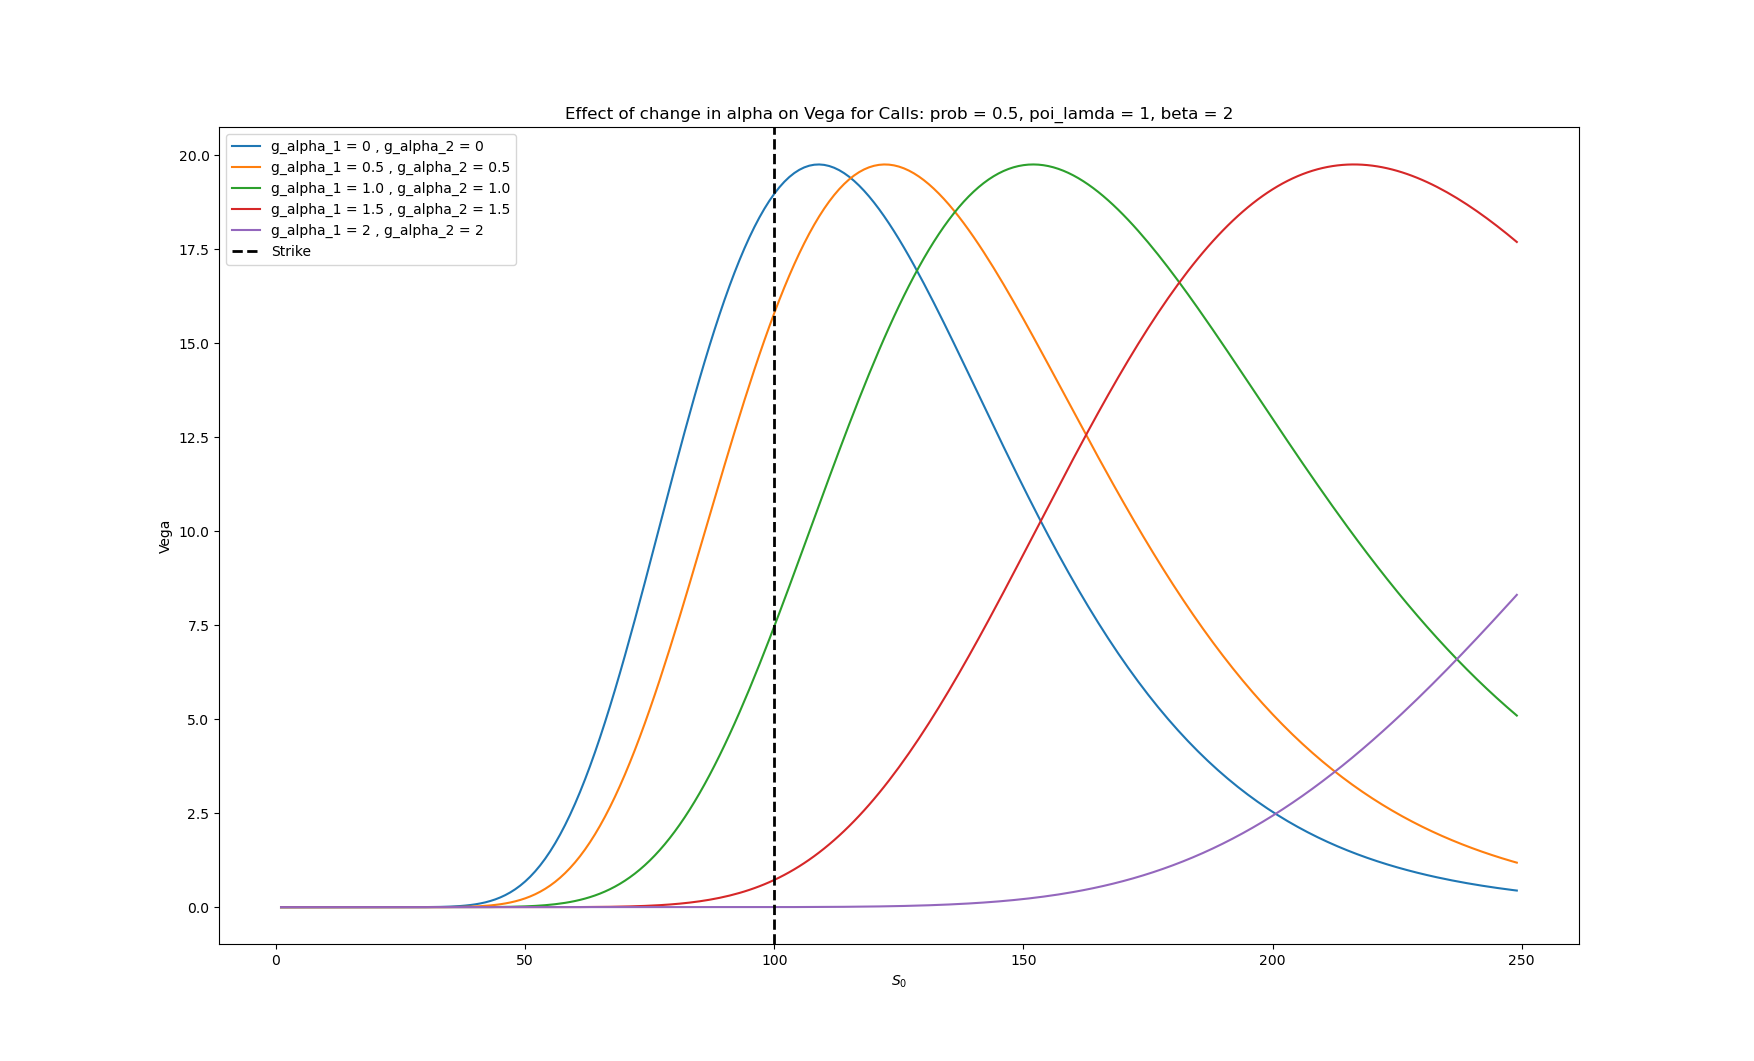 Effect of change in alpha on Vega for Calls: prob = 0.5, poi_lamda = 1, beta = 2
g_alpha_1 = 0 , g_alpha_2 = 0
g_alpha_1 = 0.5 , g_alpha_2 = 0.5
g_alpha_1 = 1.0 , g_alpha_2 = 1.0
g_alpha_1 = 1.5 , g_alpha_2 = 1.5
g_alpha_1 = 2 , g_alpha_2 = 2
Strike
20.0
17.5
15.0
12.5
10.0
7.5
5.0
2.5
0.0
Vega
0 50 100 150 200 250
S₀